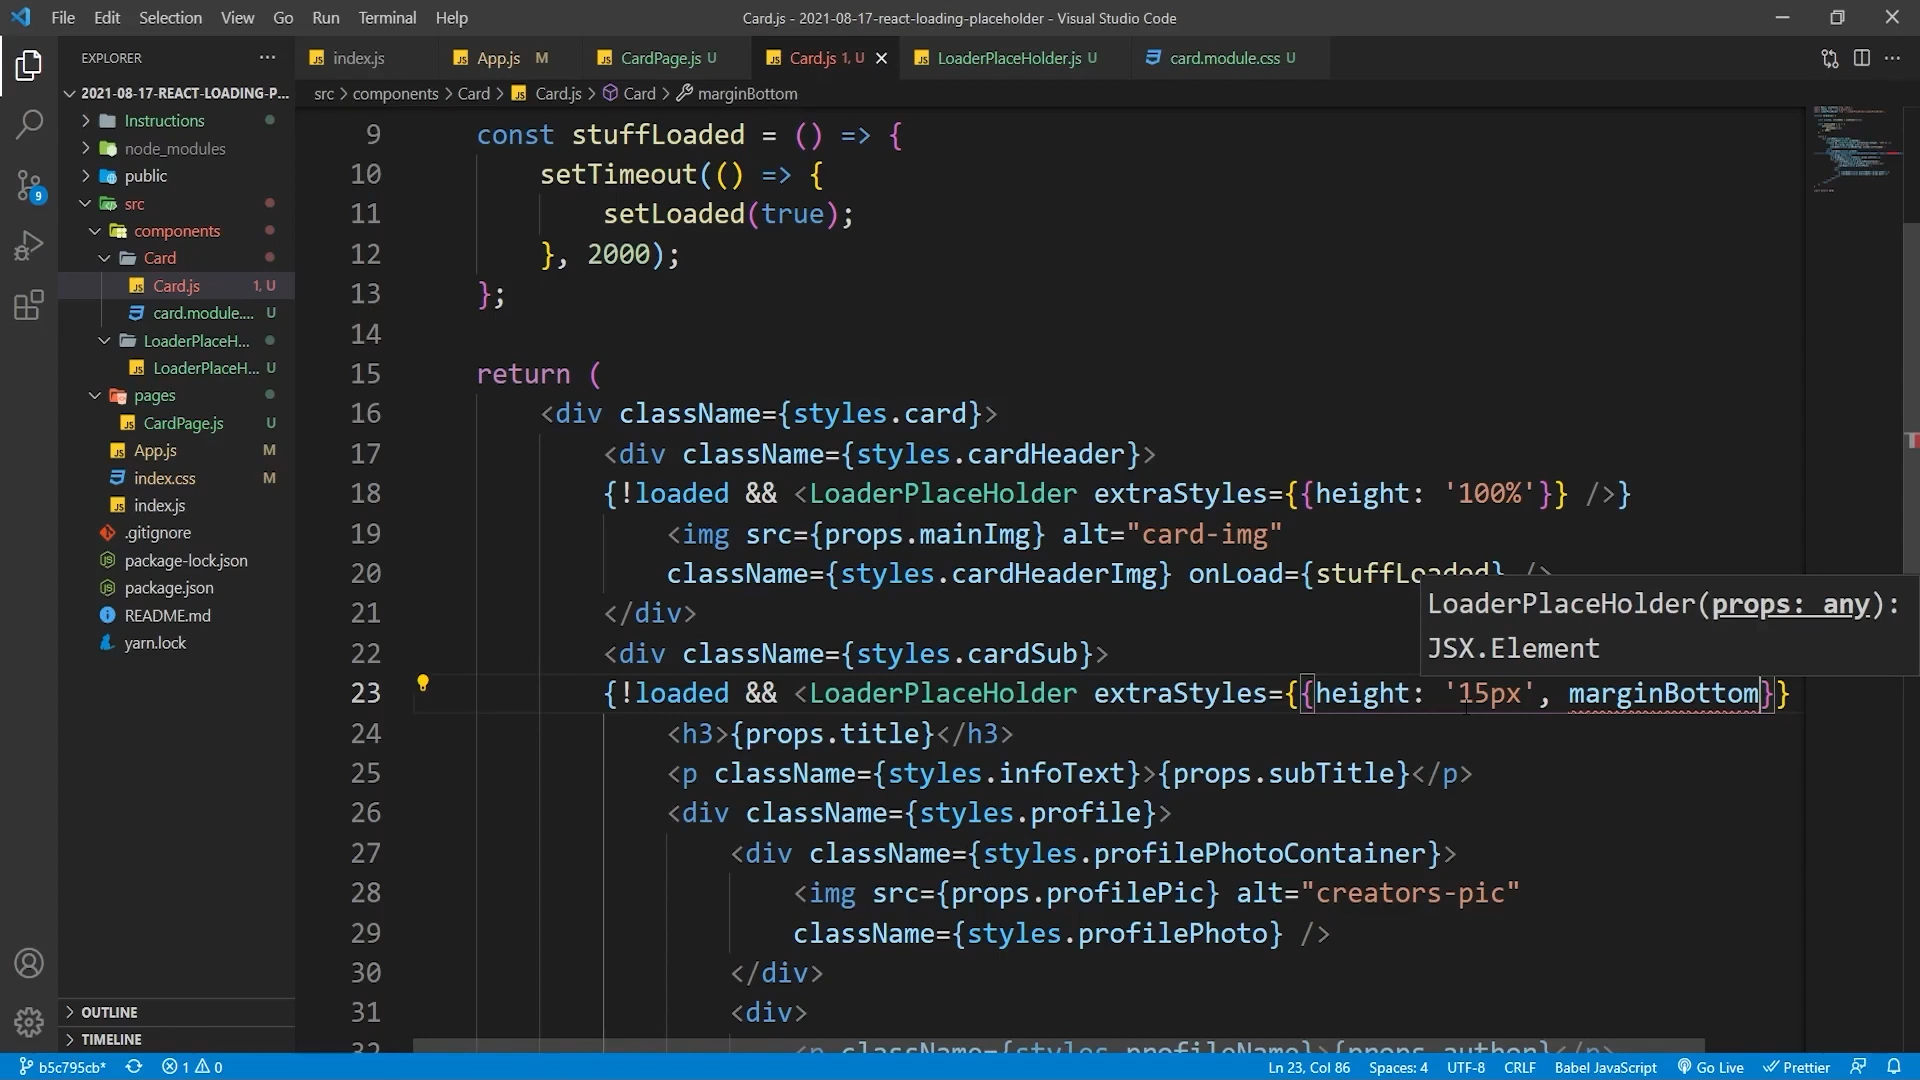 File Edit Selection View Go Run Terminal Help
Card.js - 2021-08-17-react-loading-placeholder - Visual Studio Code
EXPLORER
2021-08-17-REACT-LOADING-P...
Instructions
node_modules
public
src
components
Card
Card.js 1, U
card.module.... U
LoaderPlaceH...
LoaderPlaceH... U
pages
CardPage.js U
App.js M
index.css M
index.js
.gitignore
package-lock.json
package.json
README.md
yarn.lock
OUTLINE
TIMELINE
index.js App.js M CardPage.js U Card.js 1, U LoaderPlaceHolder.js U card.module.css U
src > components > Card > Card.js > Card > marginBottom
9 const stuffLoaded = () => {
10 setTimeout(() => {
11 setLoaded(true);
12 }, 2000);
13 };
14
15 return (
16 <div className={styles.card}>
17 <div className={styles.cardHeader}>
18 {!loaded && <LoaderPlaceHolder extraStyles={{height: '100%'}} />}
19 <img src={props.mainImg} alt="card-img"
20 className={styles.cardHeaderImg} onLoad={stuffLoaded} />
21 </div>
22 <div className={styles.cardSub}>
23 {!loaded && <LoaderPlaceHolder extraStyles={{height: '15px', marginBottom}}
24 <h3>{props.title}</h3>
25 <p className={styles.infoText}>{props.subTitle}</p>
26 <div className={styles.profile}>
27 <div className={styles.profilePhotoContainer}>
28 <img src={props.profilePic} alt="creators-pic"
29 className={styles.profilePhoto} />
30 </div>
31 <div>
32 <p className={styles.profileName}>{props.author}</p>
LoaderPlaceHolder(props: any):
JSX.Element
9
b5c795cb* 1 0
Ln 23, Col 86 Spaces: 4 UTF-8 CRLF Babel JavaScript Go Live Prettier